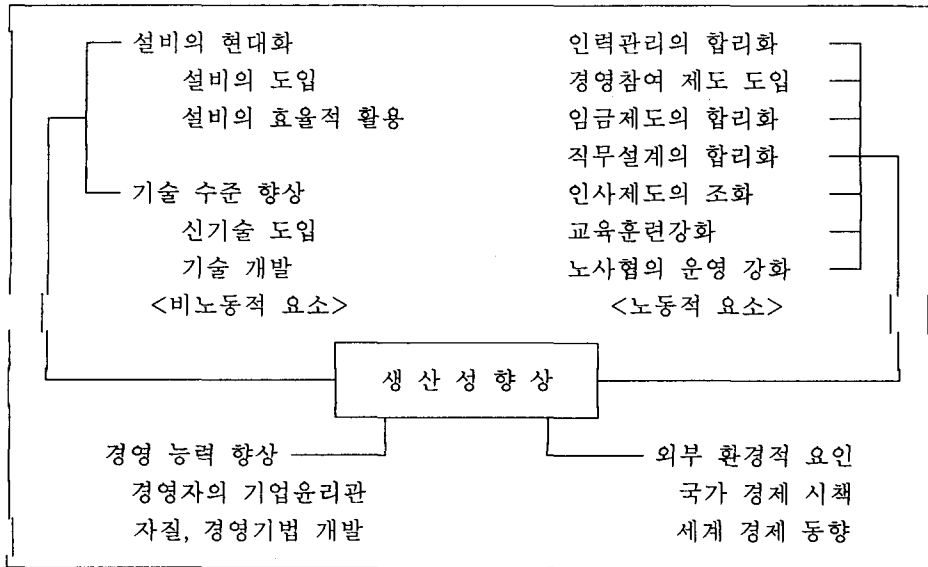 설비의 현대화
설비의 도입
설비의 효율적 활용
기술 수준 향상
신기술 도입
기술 개발
<비노동적 요소>
인력관리의 합리화
경영참여 제도 도입
임금제도의 합리화
직무설계의 합리화
인사제도의 조화
교육훈련강화
노사협의 운영 강화
<노동적 요소>
생 산 성 향 상
경영 능력 향상
경영자의 기업윤리관
자질, 경영기법 개발
외부 환경적 요인
국가 경제 시책
세계 경제 동향